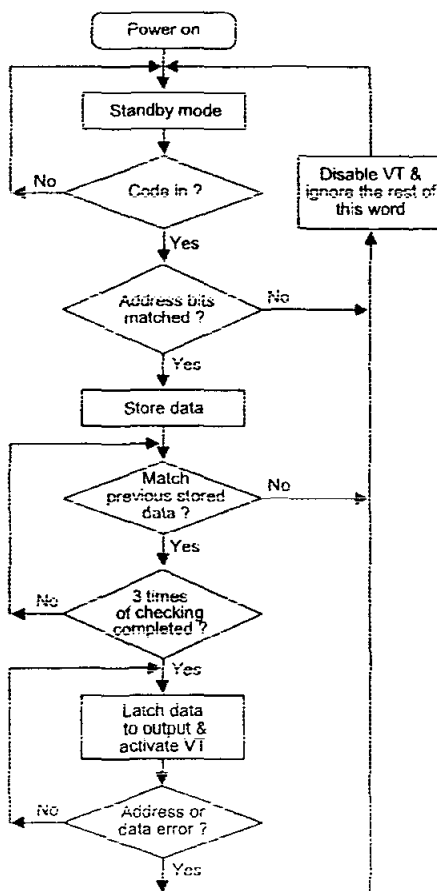 Power on
Standby mode
No
Code in ?
Disable VT &
ignore the rest of
this word
Yes
Address bits
matched ?
No
Yes
Store data
Match
previous stored
data ?
No
Yes
No
3 times
of checking
completed ?
Yes
Latch data
to output &
activate VT
No
Address or
data error ?
Yes